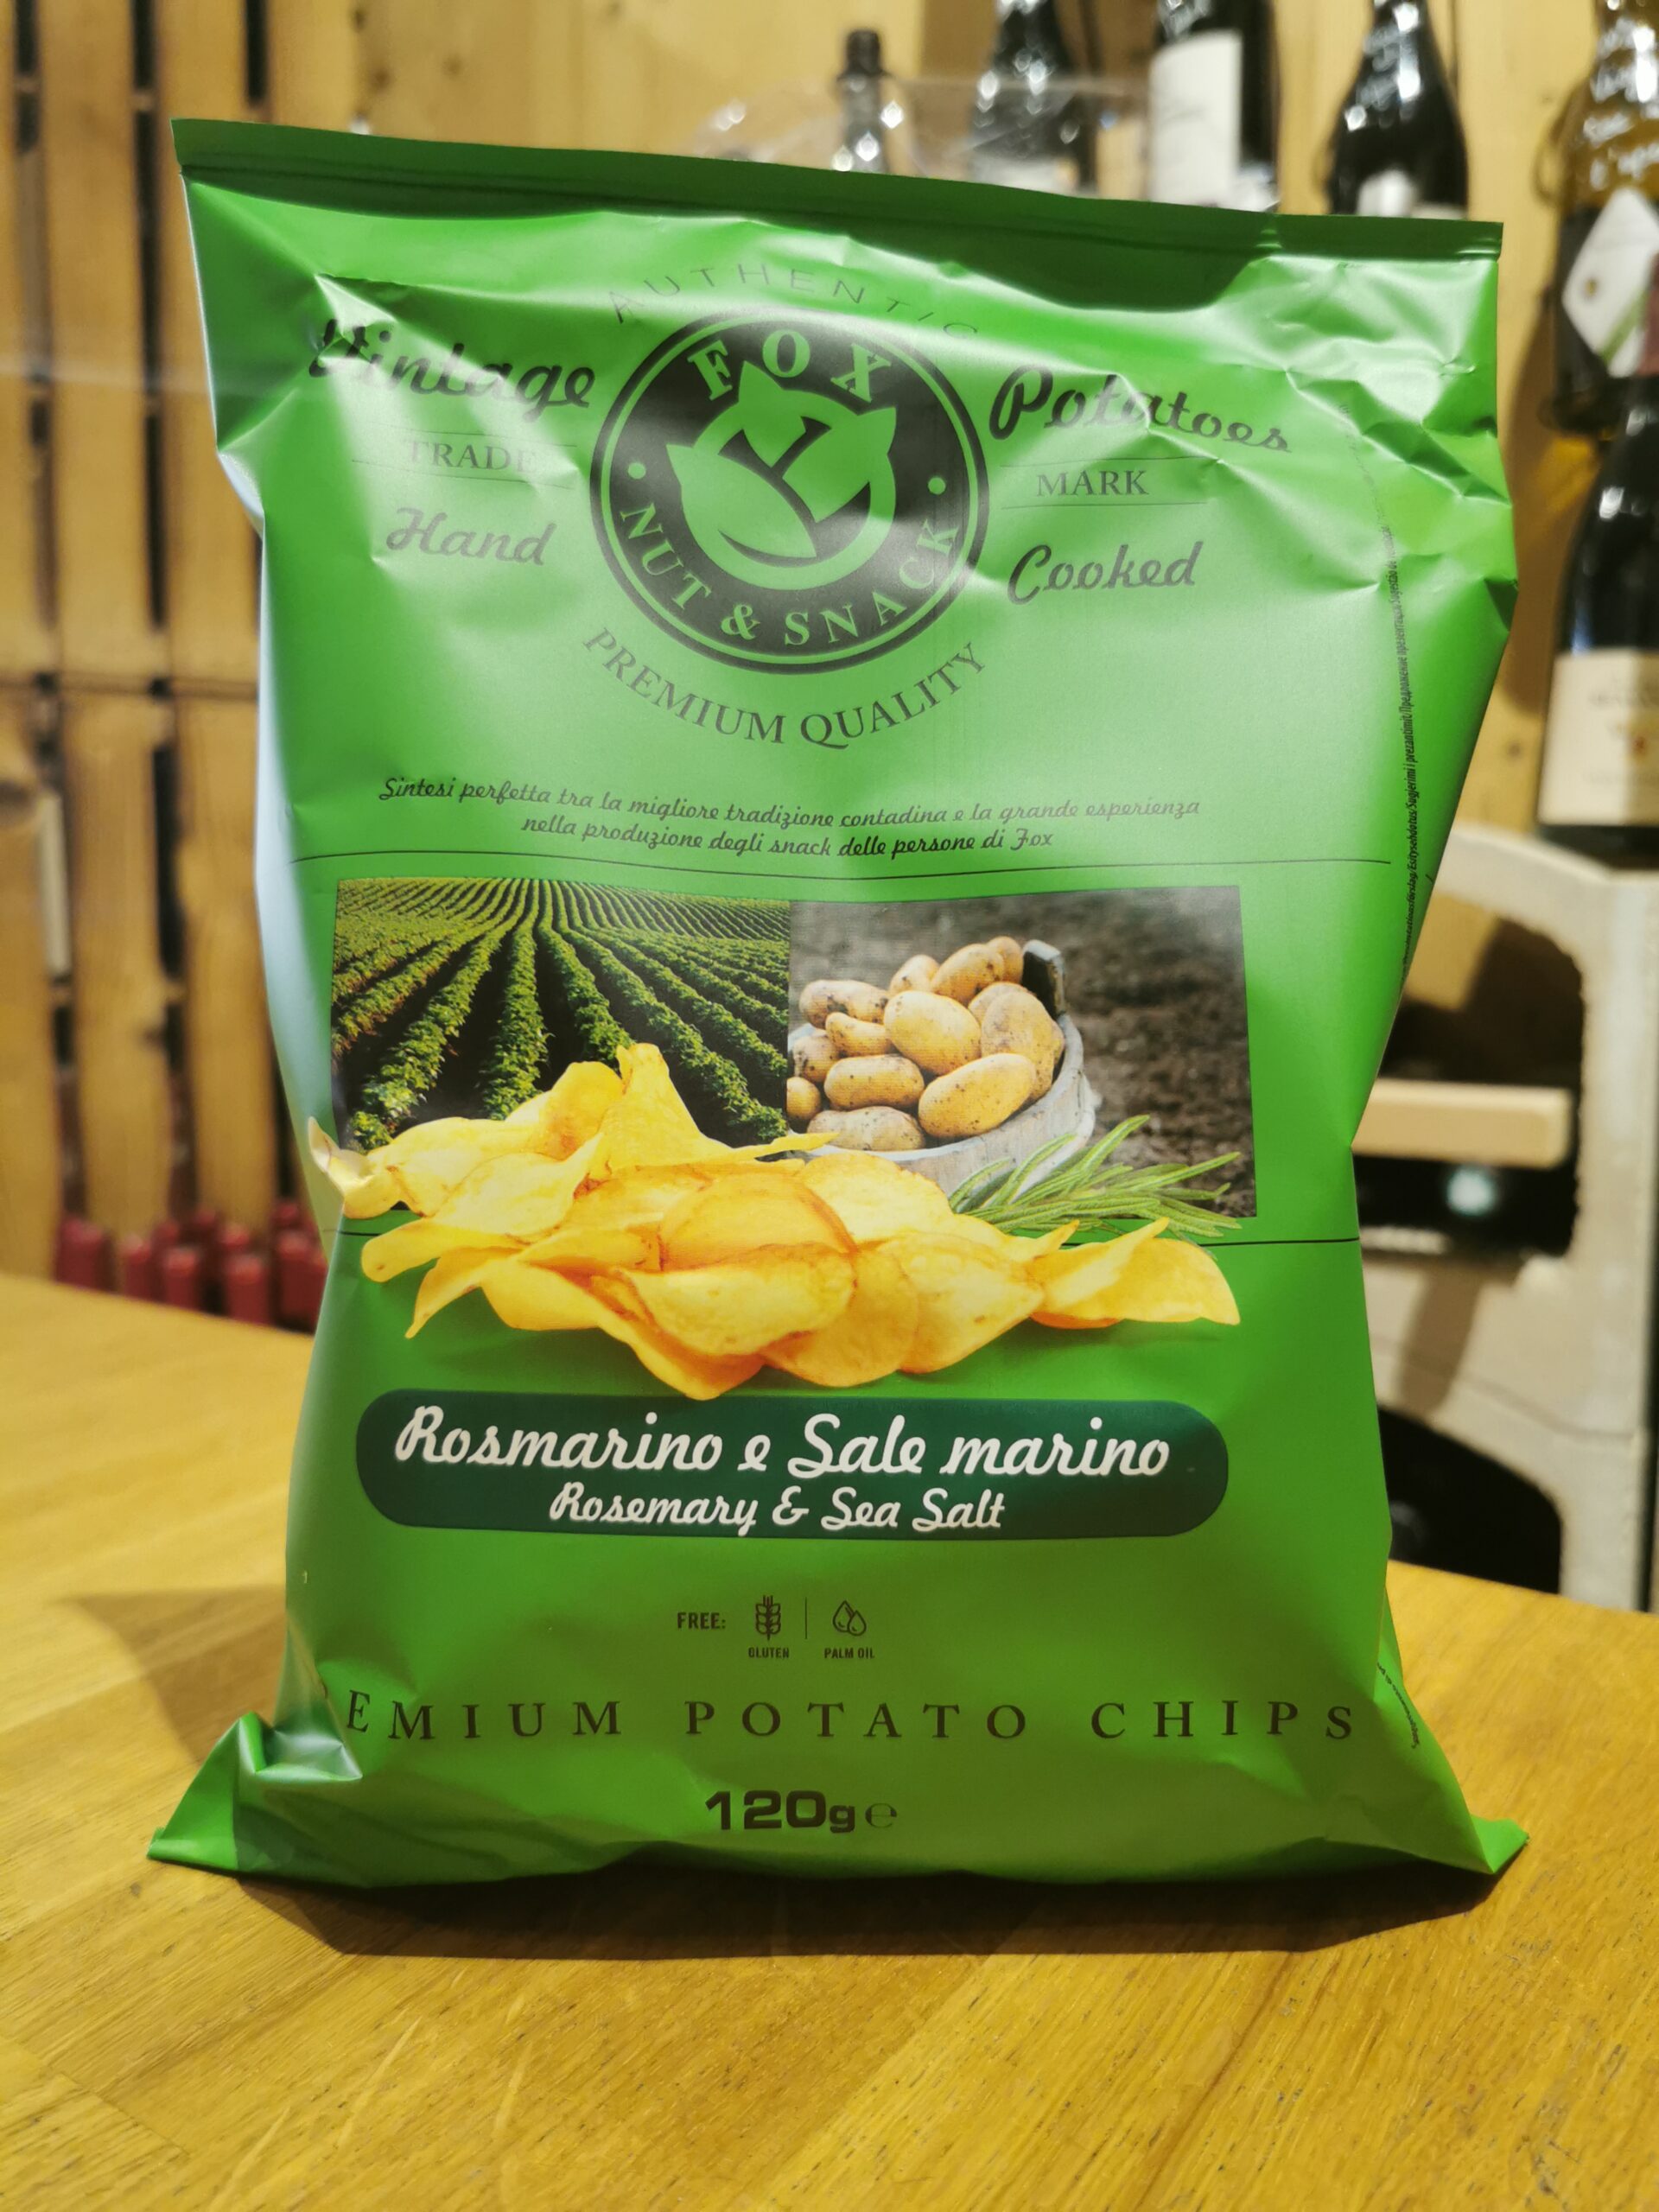 AUTHENTIC
Vintage
Potatoes
FOX
TRADE
MARK
Hand
Cooked
NUT & SNACK
PREMIUM QUALITY
Sintesi perfetta tra la migliore tradizione contadina e la grande esperienza
nella produzione degli snack delle persone di Fox
Rosmarino e Sale marino
Rosemary & Sea Salt
FREE:
GLUTEN
PALM OIL
EMIUM POTATO CHIPS
120g e